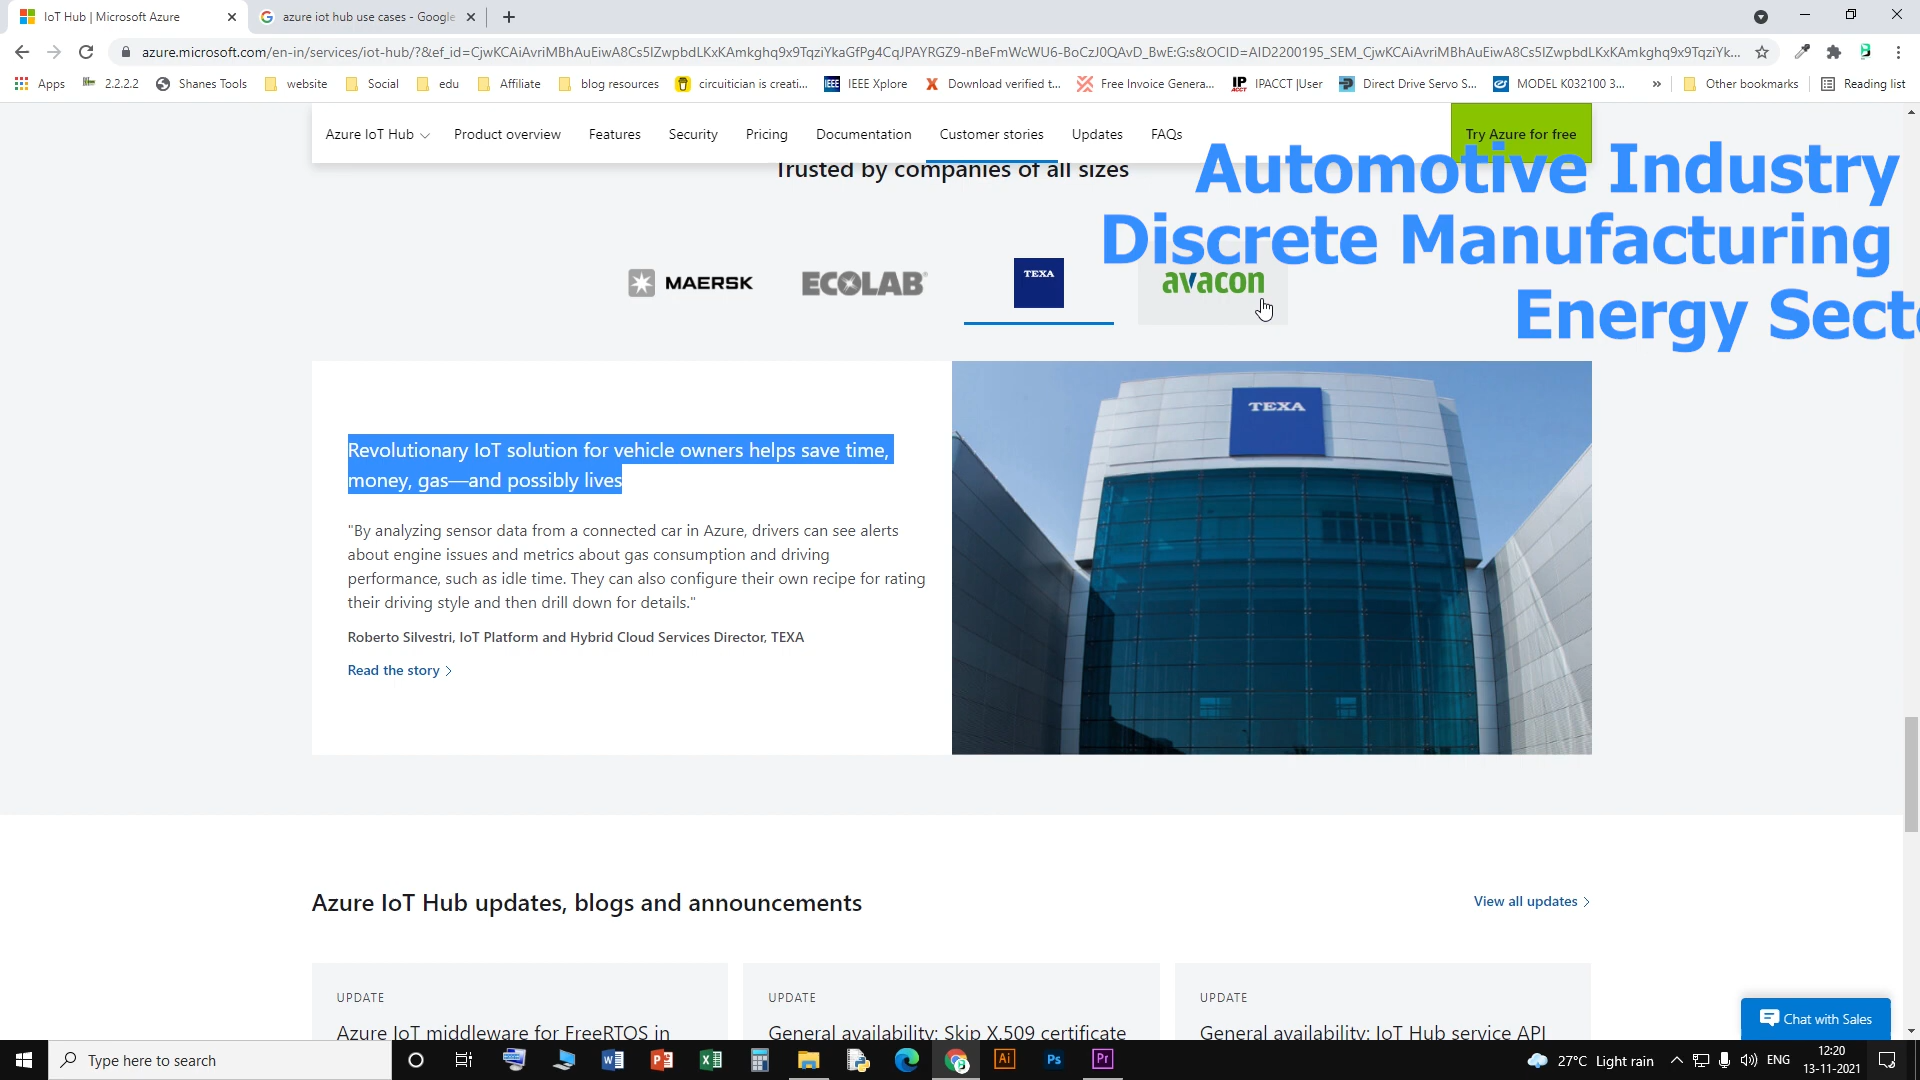 IoT Hub | Microsoft Azure
azure iot hub use cases - Google
azure.microsoft.com/en-in/services/iot-hub/?&ef_id=CjwKCAiAvriMBhAuEiwA8Cs5lZwpbdLKxKAmkghq9x9TqziYkaGfPg4CqJPAYRGZ9-nBeFmWcWU6-BoCzJ0QAvD_BwE:G:s&OCID=AID2200195_SEM_CjwKCAiAvriMBhAuEiwA8Cs5lZwpbdLKxKAmkghq9x9TqziYk...
Apps 2.2.2.2 Shanes Tools website Social edu Affiliate blog resources circuitician is creati... IEEE Xplore Download verified t... Free Invoice Genera... IPACCT |User Direct Drive Servo S... MODEL K032100 3... » Other bookmarks Reading list
Azure IoT Hub Product overview Features Security Pricing Documentation Customer stories Updates FAQs Try Azure for free
Trusted by companies of all sizes
Automotive Industry
Discrete Manufacturing
Energy Secto
MAERSK ECOLAB TEXA avacon
TEXA
Revolutionary IoT solution for vehicle owners helps save time,
money, gas—and possibly lives
"By analyzing sensor data from a connected car in Azure, drivers can see alerts
about engine issues and metrics about gas consumption and driving
performance, such as idle time. They can also configure their own recipe for rating
their driving style and then drill down for details."
Roberto Silvestri, IoT Platform and Hybrid Cloud Services Director, TEXA
Read the story
Azure IoT Hub updates, blogs and announcements
View all updates
UPDATE
Azure IoT middleware for FreeRTOS in
UPDATE
General availability: Skip X.509 certificate
UPDATE
General availability: IoT Hub service API
Chat with Sales
Type here to search
27°C Light rain
ENG
12:20
13-11-2021